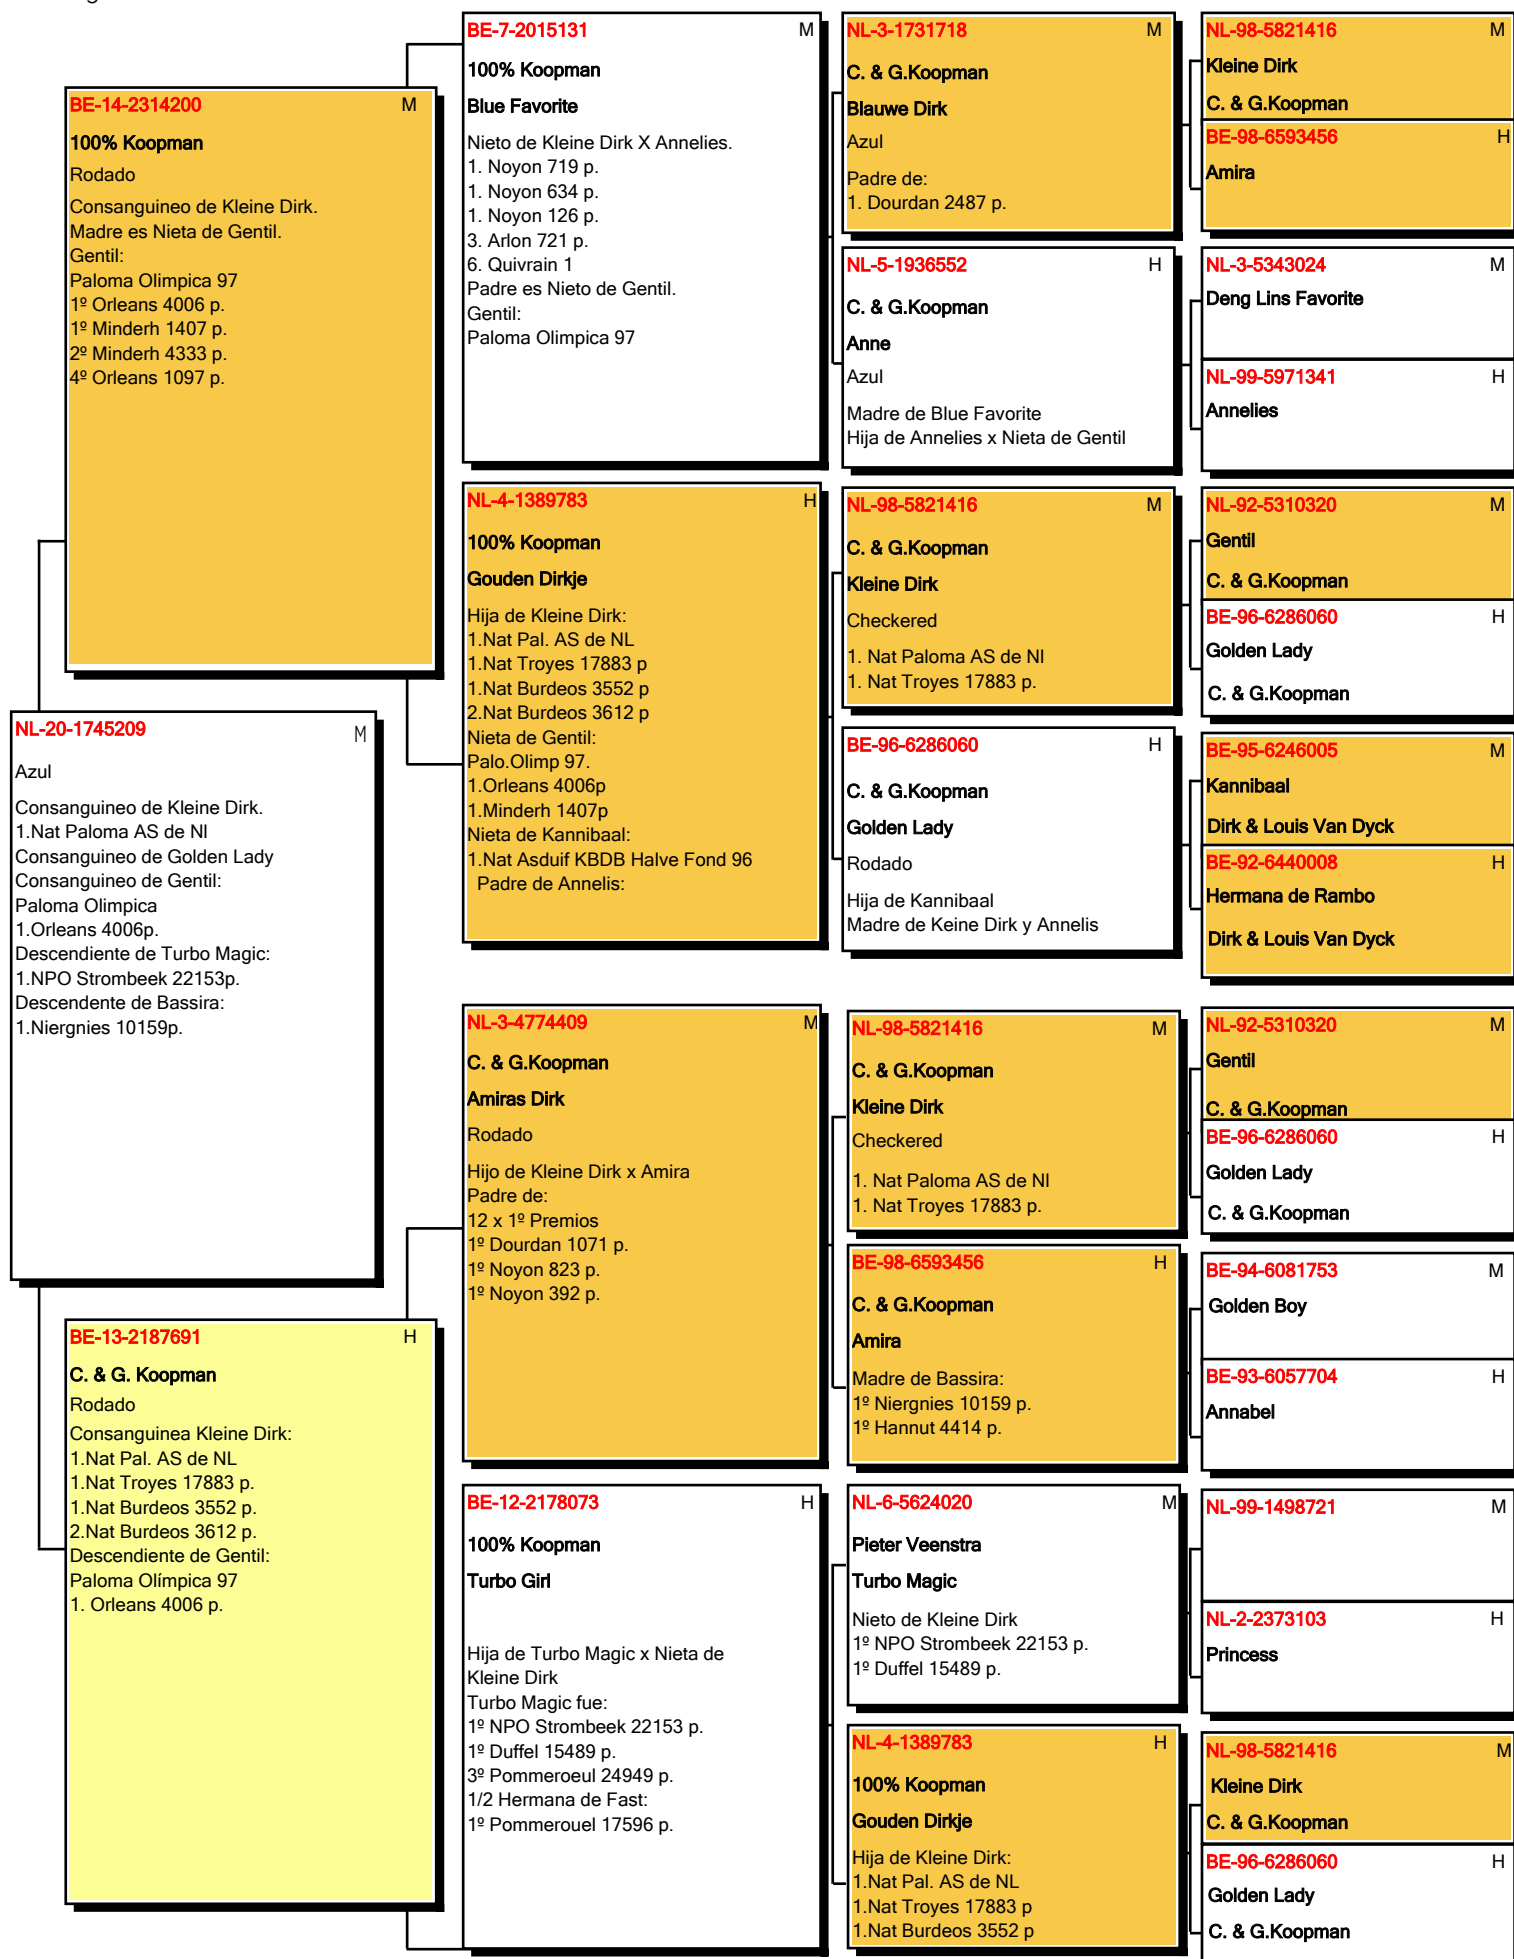 BE-7-2015131 M
100% Koopman
Blue Favorite
Nieto de Kleine Dirk X Annelies.
1. Noyon 719 p.
1. Noyon 634 p.
1. Noyon 126 p.
3. Arlon 721 p.
6. Quivrain 1
Padre es Nieto de Gentil.
Gentil:
Paloma Olimpica 97
NL-3-1731718 M
C. & G.Koopman
Blauwe Dirk
Azul
Padre de:
1. Dourdan 2487 p.
NL-98-5821416 M
Kleine Dirk
C. & G.Koopman
BE-98-6593456 H
Amira
BE-14-2314200 M
100% Koopman
Rodado
Consanguineo de Kleine Dirk.
Madre es Nieta de Gentil.
Gentil:
Paloma Olimpica 97
1º Orleans 4006 p.
1º Minderh 1407 p.
2º Minderh 4333 p.
4º Orleans 1097 p.
NL-5-1936552 H
C. & G.Koopman
Anne
Azul
Madre de Blue Favorite
Hija de Annelies x Nieta de Gentil
NL-3-5343024 M
Deng Lins Favorite
NL-99-5971341 H
Annelies
NL-4-1389783 H
100% Koopman
Gouden Dirkje
Hija de Kleine Dirk:
1.Nat Pal. AS de NL
1.Nat Troyes 17883 p
1.Nat Burdeos 3552 p
2.Nat Burdeos 3612 p
Nieta de Gentil:
Palo.Olimp 97.
1.Orleans 4006p
1.Minderh 1407p
Nieta de Kannibaal:
1.Nat Asduif KBDB Halve Fond 96
Padre de Annelis:
NL-98-5821416 M
C. & G.Koopman
Kleine Dirk
Checkered
1. Nat Paloma AS de Nl
1. Nat Troyes 17883 p.
NL-92-5310320 M
Gentil
C. & G.Koopman
BE-96-6286060 H
Golden Lady
C. & G.Koopman
BE-96-6286060 H
C. & G.Koopman
Golden Lady
Rodado
Hija de Kannibaal
Madre de Keine Dirk y Annelis
BE-95-6246005 M
Kannibaal
Dirk & Louis Van Dyck
BE-92-6440008 H
Hermana de Rambo
Dirk & Louis Van Dyck
NL-20-1745209 M
Azul
Consanguineo de Kleine Dirk.
1.Nat Paloma AS de Nl
Consanguineo de Golden Lady
Consanguineo de Gentil:
Paloma Olimpica
1.Orleans 4006p.
Descendiente de Turbo Magic:
1.NPO Strombeek 22153p.
Descendente de Bassira:
1.Niergnies 10159p.
NL-3-4774409 M
C. & G.Koopman
Amiras Dirk
Rodado
Hijo de Kleine Dirk x Amira
Padre de:
12 x 1º Premios
1º Dourdan 1071 p.
1º Noyon 823 p.
1º Noyon 392 p.
NL-98-5821416 M
C. & G.Koopman
Kleine Dirk
Checkered
1. Nat Paloma AS de Nl
1. Nat Troyes 17883 p.
NL-92-5310320 M
Gentil
C. & G.Koopman
BE-96-6286060 H
Golden Lady
C. & G.Koopman
BE-98-6593456 H
C. & G.Koopman
Amira
Madre de Bassira:
1º Niergnies 10159 p.
1º Hannut 4414 p.
BE-94-6081753 M
Golden Boy
BE-93-6057704 H
Annabel
BE-13-2187691 H
C. & G. Koopman
Rodado
Consanguinea Kleine Dirk:
1.Nat Pal. AS de NL
1.Nat Troyes 17883 p.
1.Nat Burdeos 3552 p.
2.Nat Burdeos 3612 p.
Descendiente de Gentil:
Paloma Olímpica 97
1. Orleans 4006 p.
BE-12-2178073 H
100% Koopman
Turbo Girl
Hija de Turbo Magic x Nieta de
Kleine Dirk
Turbo Magic fue:
1º NPO Strombeek 22153 p.
1º Duffel 15489 p.
3º Pommeroeul 24949 p.
1/2 Hermana de Fast:
1º Pommerouel 17596 p.
NL-6-5624020 M
Pieter Veenstra
Turbo Magic
Nieto de Kleine Dirk
1º NPO Strombeek 22153 p.
1º Duffel 15489 p.
NL-99-1498721 M
NL-2-2373103 H
Princess
NL-4-1389783 H
100% Koopman
Gouden Dirkje
Hija de Kleine Dirk:
1.Nat Pal. AS de NL
1.Nat Troyes 17883 p
1.Nat Burdeos 3552 p
NL-98-5821416 M
Kleine Dirk
C. & G.Koopman
BE-96-6286060 H
Golden Lady
C. & G.Koopman